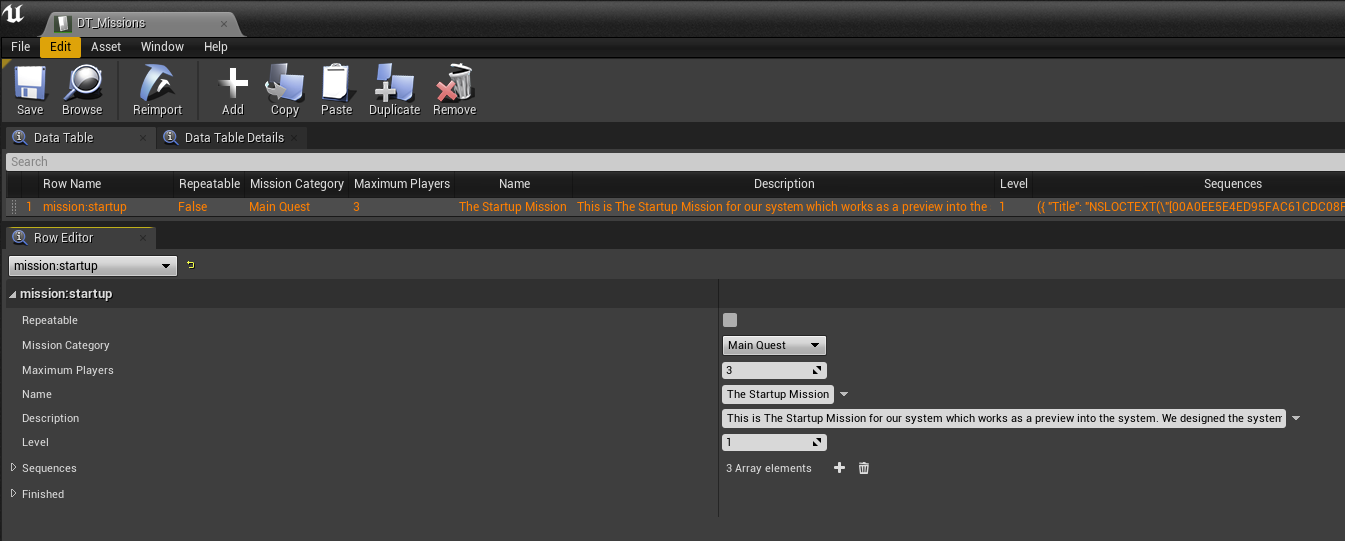 DT_Missions
File Edit Asset Window Help
Save Browse Reimport Add Copy Paste Duplicate Remove
Data Table Data Table Details
Search
Row Name Repeatable Mission Category Maximum Players Name Description Level Sequences
1 mission:startup False Main Quest 3 The Startup Mission This is The Startup Mission for our system which works as a preview into the 1 ({ "Title": "NSLOCTEXT(\"[00A0EE5E4ED95FAC61CDC08F
Row Editor
mission:startup
mission:startup
Repeatable
Mission Category Main Quest
Maximum Players 3
Name The Startup Mission
Description This is The Startup Mission for our system which works as a preview into the system. We designed the system
Level 1
Sequences 3 Array elements
Finished